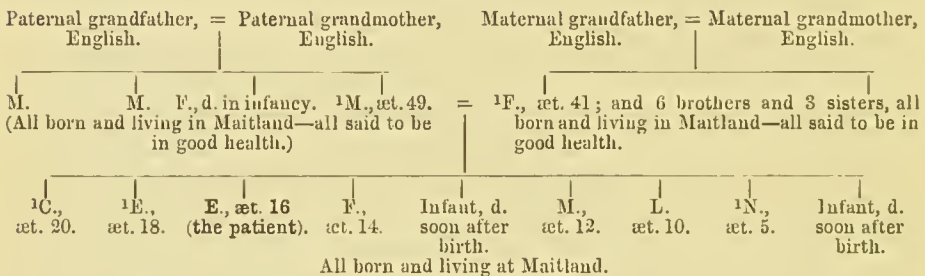 Paternal grandfather, = Paternal grandmother, Maternal grandfather, = Maternal grandmother,
English. English. English. English.
M. M. F., d. in infancy. ¹M., æt. 49. = ¹F., æt. 41; and 6 brothers and 3 sisters, all
(All born and living in Maitland—all said to be born and living in Maitland—all said to be in
in good health.) good health.
¹C., ¹E., E., æt. 16 F., Infant, d. M., L. ¹N., Infant, d.
æt. 20. æt. 18. (the patient). æt. 14. soon after æt. 12. æt. 10. æt. 5. soon after
birth. birth.
All born and living at Maitland.